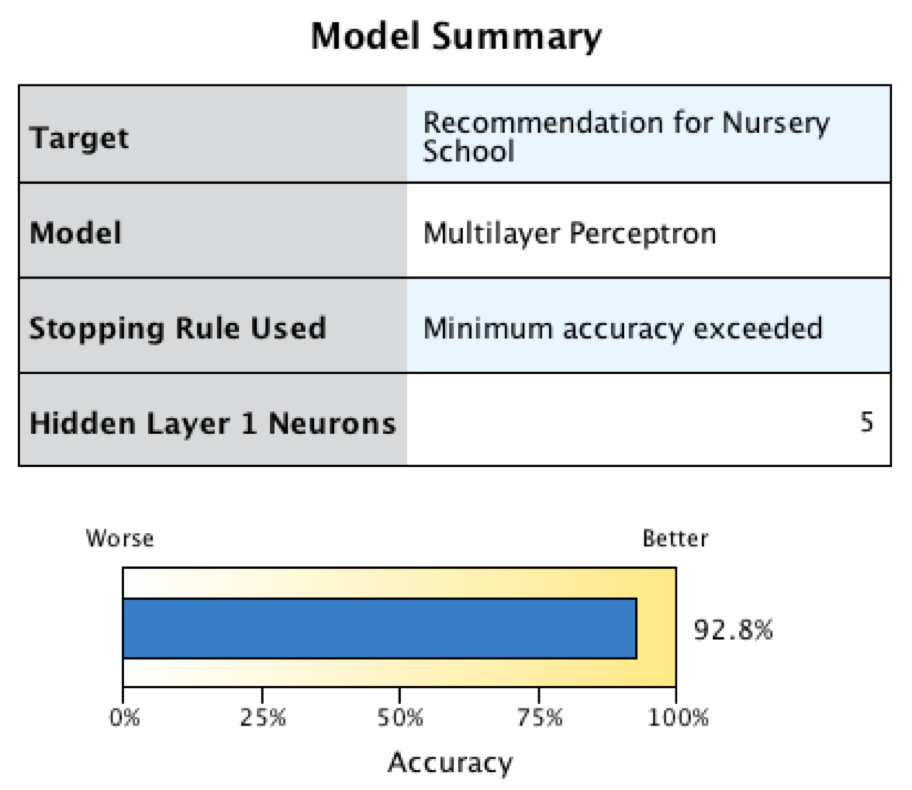 Model Summary
Target
Recommendation for Nursery
School
Model
Multilayer Perceptron
Stopping Rule Used
Minimum accuracy exceeded
Hidden Layer 1 Neurons
5
Worse
Better
92.8%
0%
25%
50%
75%
100%
Accuracy